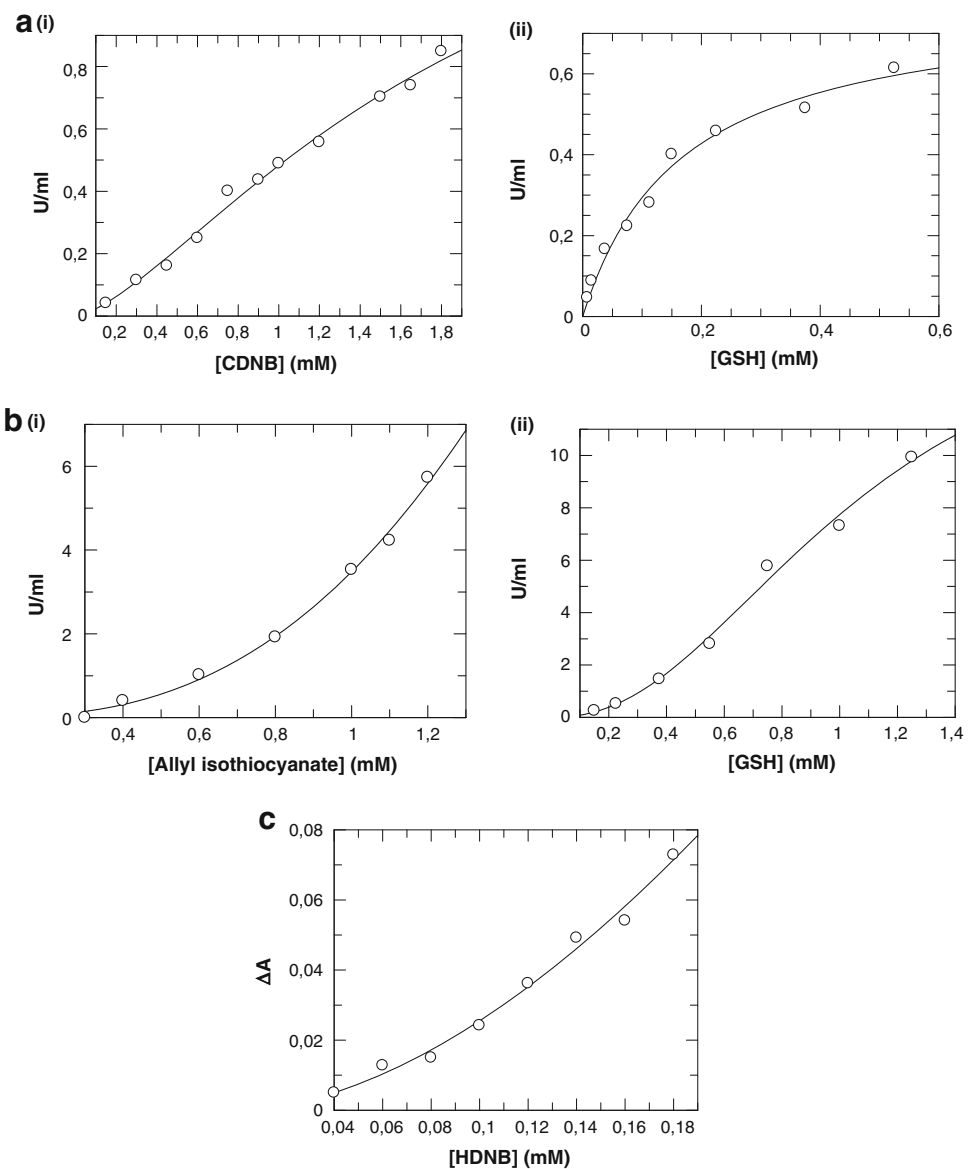 a (i)
0,8
0,6
0,4
0,2
0
U/ml
0,2 0,4 0,6 0,8 1 1,2 1,4 1,6 1,8
[CDNB] (mM)
(ii)
0,6
0,4
0,2
0
U/ml
0 0,2 0,4 0,6
[GSH] (mM)
b (i)
6
4
2
0
U/ml
0,4 0,6 0,8 1 1,2
[Allyl isothiocyanate] (mM)
(ii)
10
8
6
4
2
0
U/ml
0,2 0,4 0,6 0,8 1 1,2 1,4
[GSH] (mM)
c
0,08
0,06
0,04
0,02
0
ΔA
0,04 0,06 0,08 0,1 0,12 0,14 0,16 0,18
[HDNB] (mM)